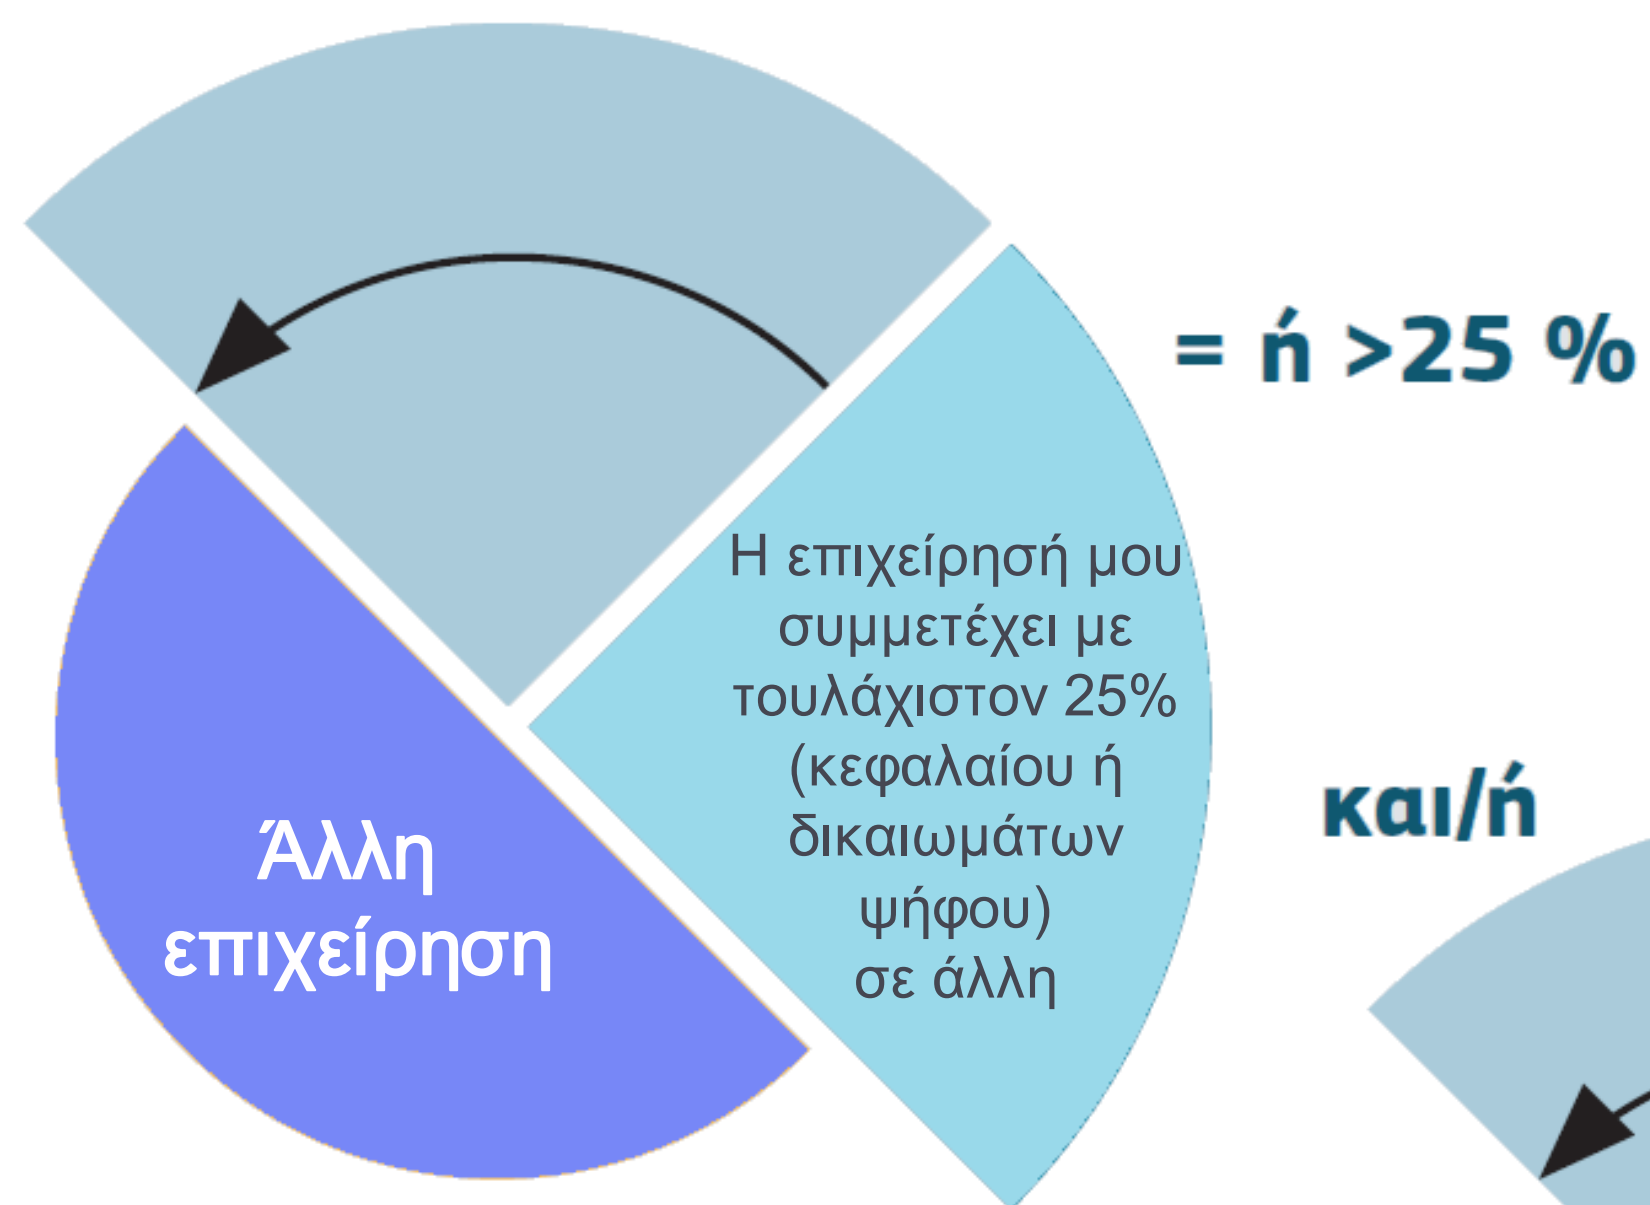 = ή >25 %
Η επιχείρησή μου
συμμετέχει με
τουλάχιστον 25%
(κεφαλαίου ή
δικαιωμάτων
ψήφου)
σε άλλη
και/ή
Άλλη
επιχείρηση